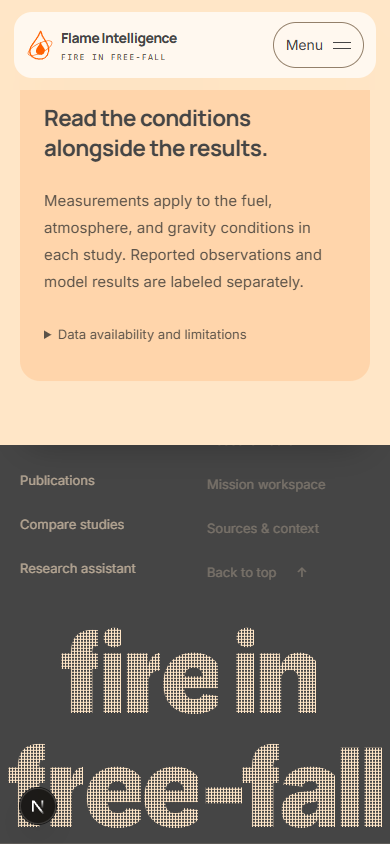 Flame Intelligence
FIRE IN FREE-FALL
Menu
Read the conditions
alongside the results.
Measurements apply to the fuel,
atmosphere, and gravity conditions in
each study. Reported observations and
model results are labeled separately.
▶ Data availability and limitations
Publications
Mission workspace
Compare studies
Sources & context
Research assistant
Back to top ↑
fire in
free-fall
N